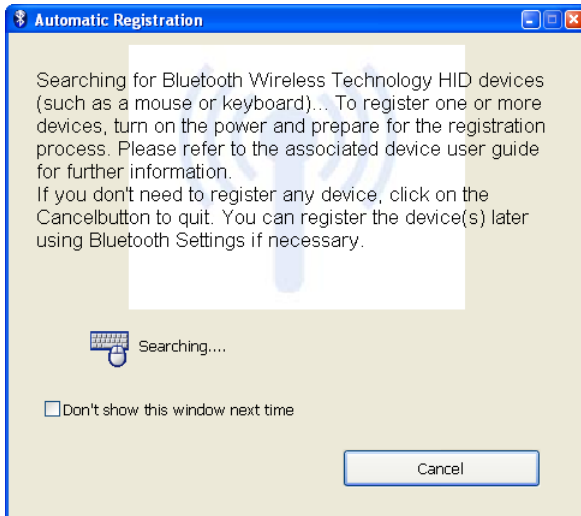 Automatic Registration
Searching for Bluetooth Wireless Technology HID devices
(such as a mouse or keyboard)... To register one or more
devices, turn on the power and prepare for the registration
process. Please refer to the associated device user guide
for further information.
If you don't need to register any device, click on the
Cancelbutton to quit. You can register the device(s) later
using Bluetooth Settings if necessary.
Searching....
Don't show this window next time
Cancel